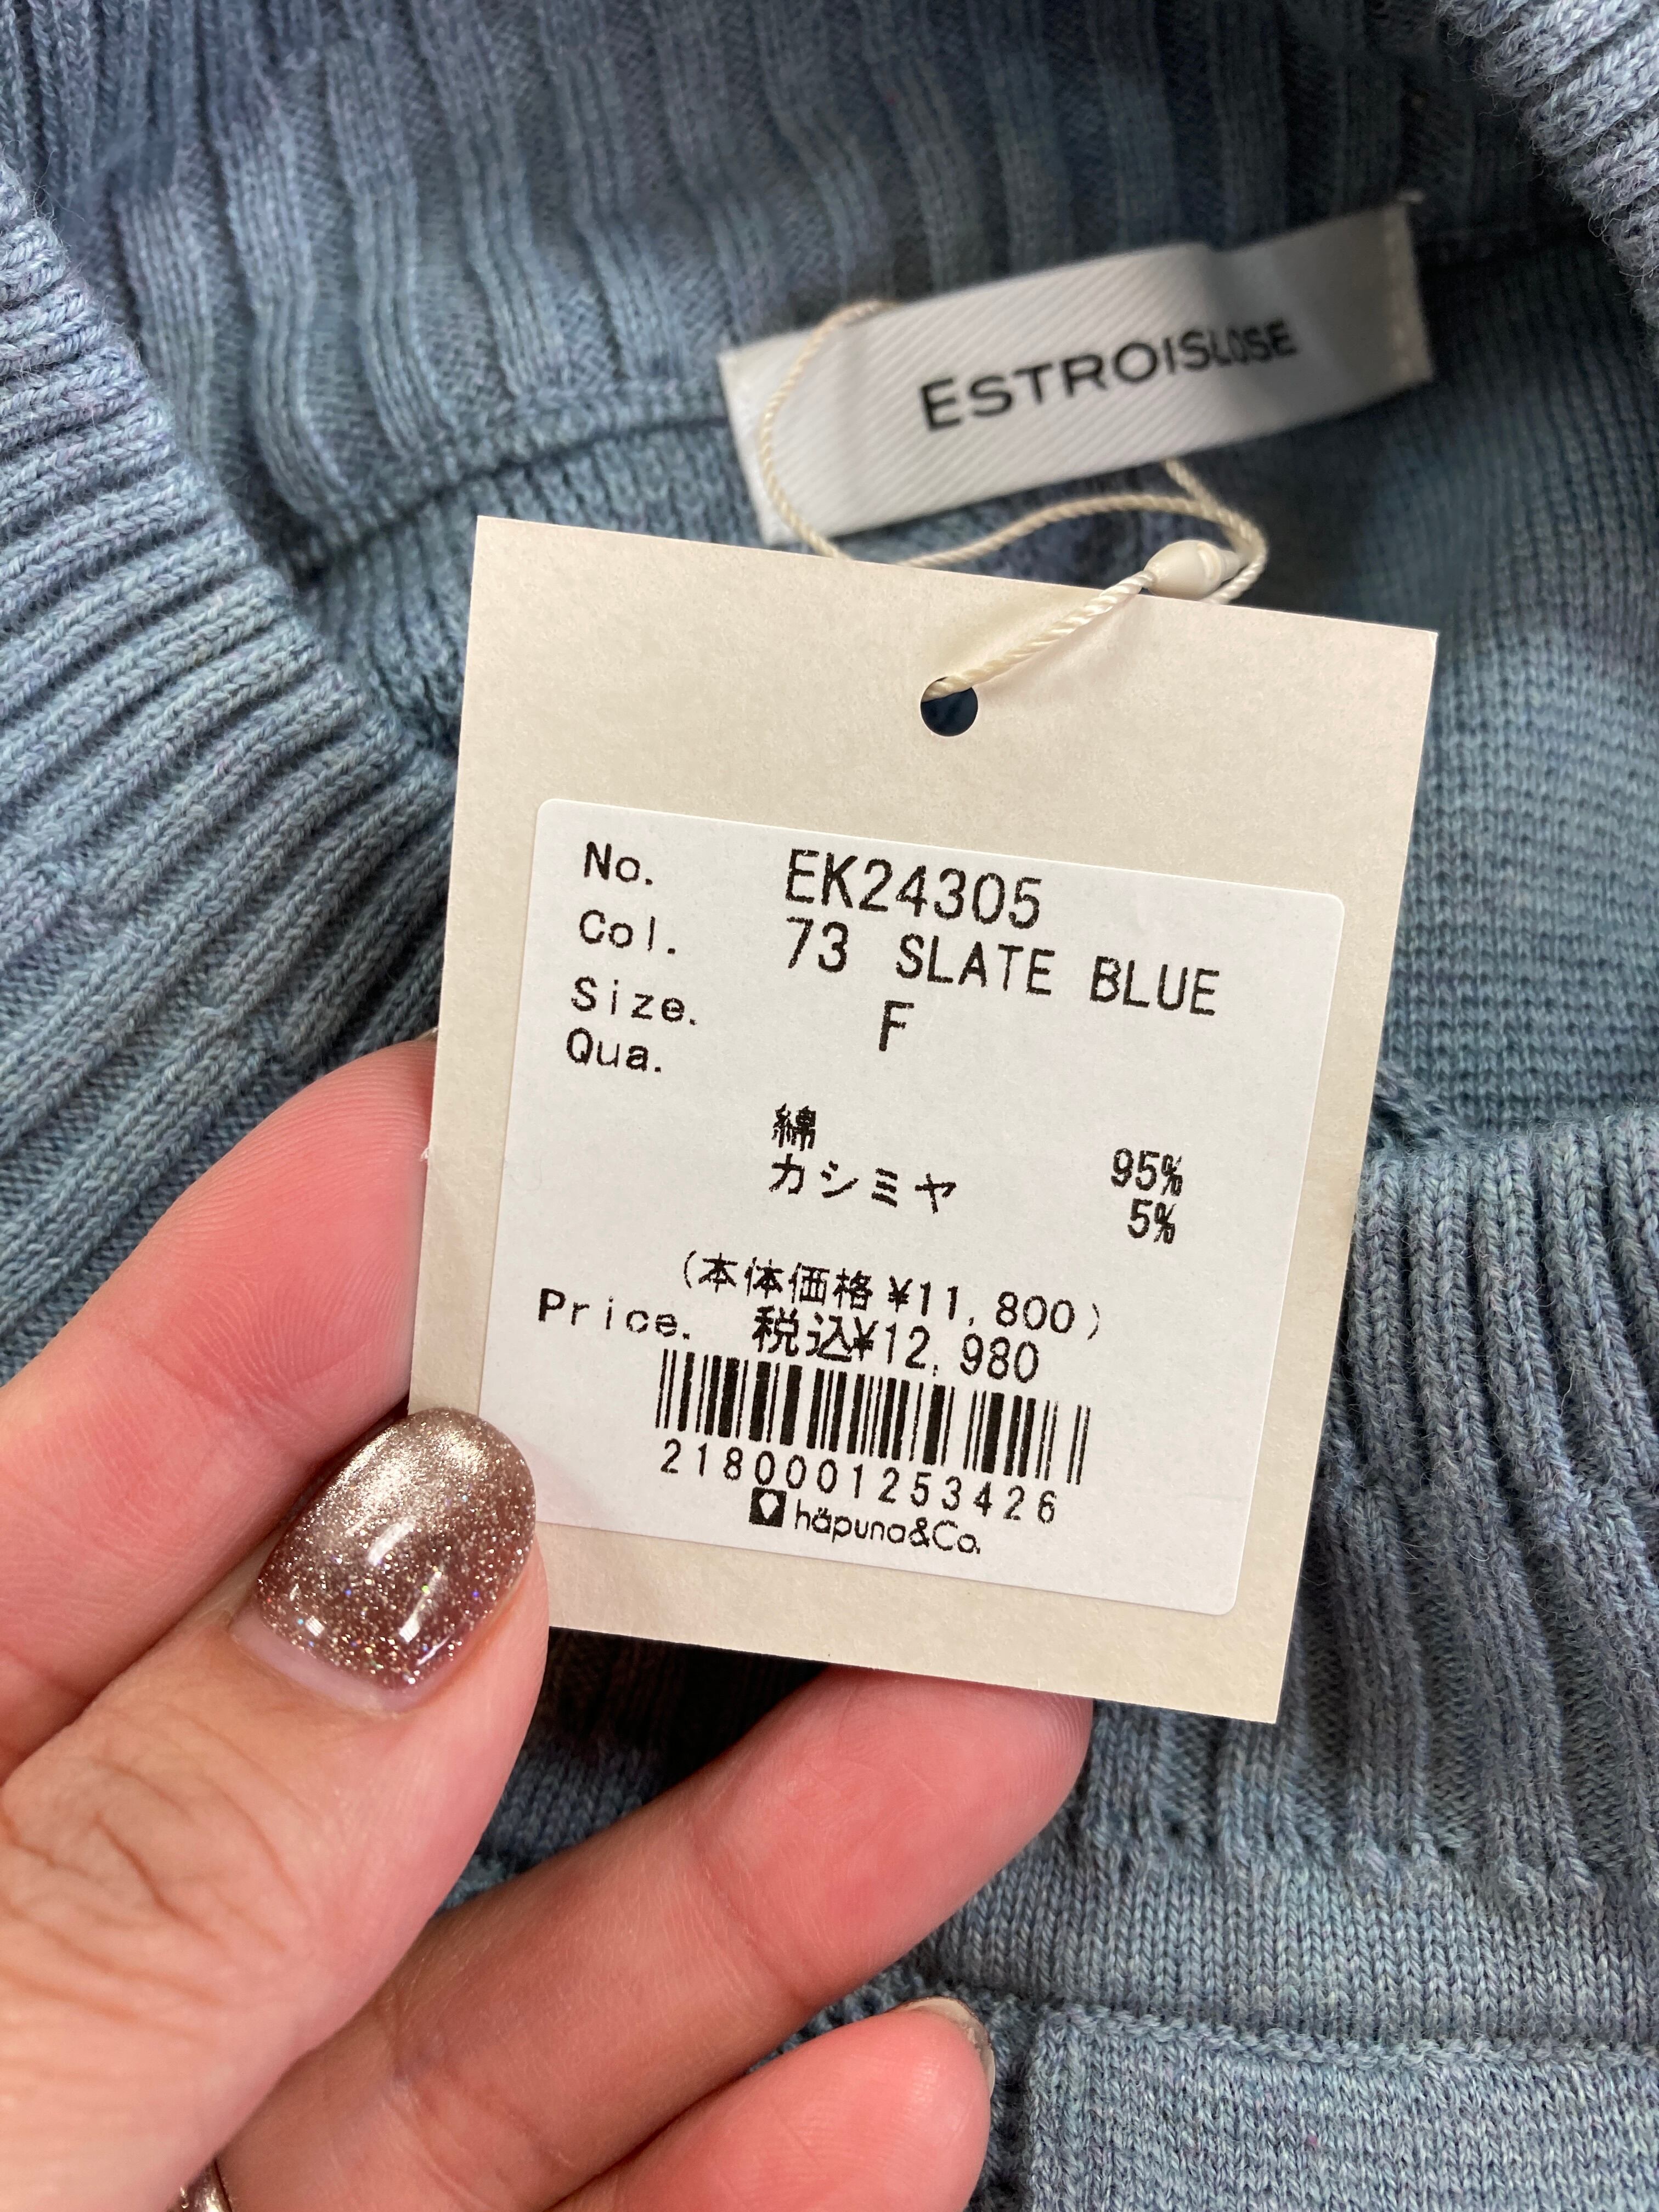 ESTROISLOSE
No. EK24305
Col. 73 SLATE BLUE
Size. F
Qua.
綿 95%
カシミヤ 5%
(本体価格¥11,800)
Price. 税込¥12,980
2180001253426
häpuna&Co.